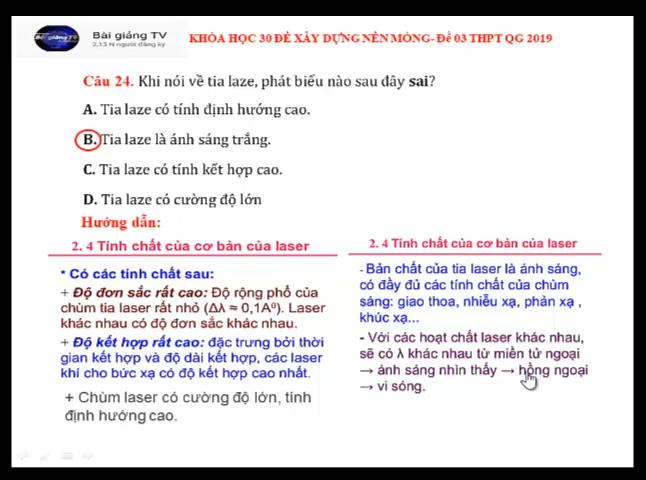 Bài giảng TV
2,13 N người đăng ký
KHÓA HỌC 30 ĐỀ XÂY DỰNG NỀN MÓNG- Đề 03 THPT QG 2019
Câu 24. Khi nói về tia laze, phát biểu nào sau đây sai?
A. Tia laze có tính định hướng cao.
B. Tia laze là ánh sáng trắng.
C. Tia laze có tính kết hợp cao.
D. Tia laze có cường độ lớn
Hướng dẫn:
2. 4 Tính chất của cơ bản của laser
* Có các tính chất sau:
+ Độ đơn sắc rất cao: Độ rộng phổ của
chùm tia laser rất nhỏ (Δλ ≈ 0,1A⁰). Laser
khác nhau có độ đơn sắc khác nhau.
+ Độ kết hợp rất cao: đặc trưng bởi thời
gian kết hợp và độ dài kết hợp, các laser
khí cho bức xạ có độ kết hợp cao nhất.
+ Chùm laser có cường độ lớn, tính
định hướng cao.
2. 4 Tính chất của cơ bản của laser
- Bản chất của tia laser là ánh sáng,
có đầy đủ các tính chất của chùm
sáng: giao thoa, nhiễu xạ, phản xạ ,
khúc xạ...
- Với các hoạt chất laser khác nhau,
sẽ có λ khác nhau từ miền tử ngoại
→ ánh sáng nhìn thấy → hồng ngoại
→ vi sóng.